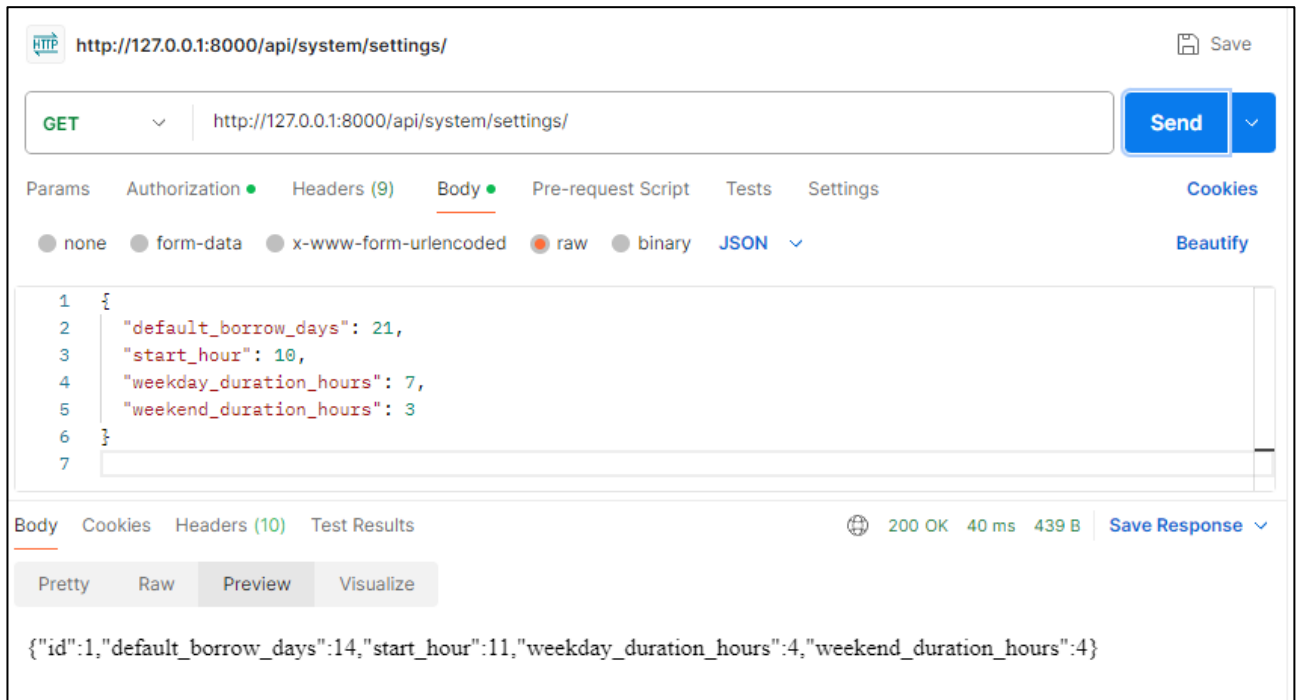 HTTP http://127.0.0.1:8000/api/system/settings/ Save
GET http://127.0.0.1:8000/api/system/settings/ Send
Params Authorization Headers (9) Body Pre-request Script Tests Settings Cookies
none form-data x-www-form-urlencoded raw binary JSON Beautify
1 {
2 "default_borrow_days": 21,
3 "start_hour": 10,
4 "weekday_duration_hours": 7,
5 "weekend_duration_hours": 3
6 }
7
Body Cookies Headers (10) Test Results 200 OK 40 ms 439 B Save Response
Pretty Raw Preview Visualize
{"id":1,"default_borrow_days":14,"start_hour":11,"weekday_duration_hours":4,"weekend_duration_hours":4}